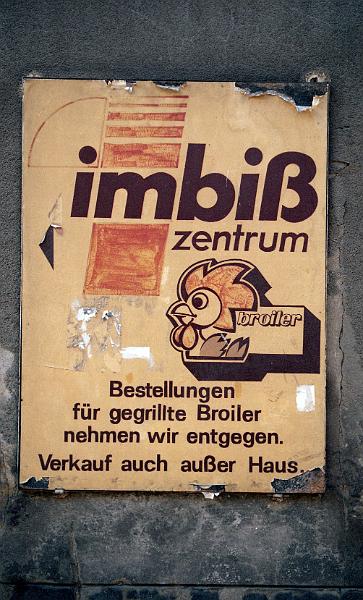 imbiß
zentrum
broiler
Bestellungen
für gegrillte Broiler
nehmen wir entgegen.
Verkauf auch außer Haus.